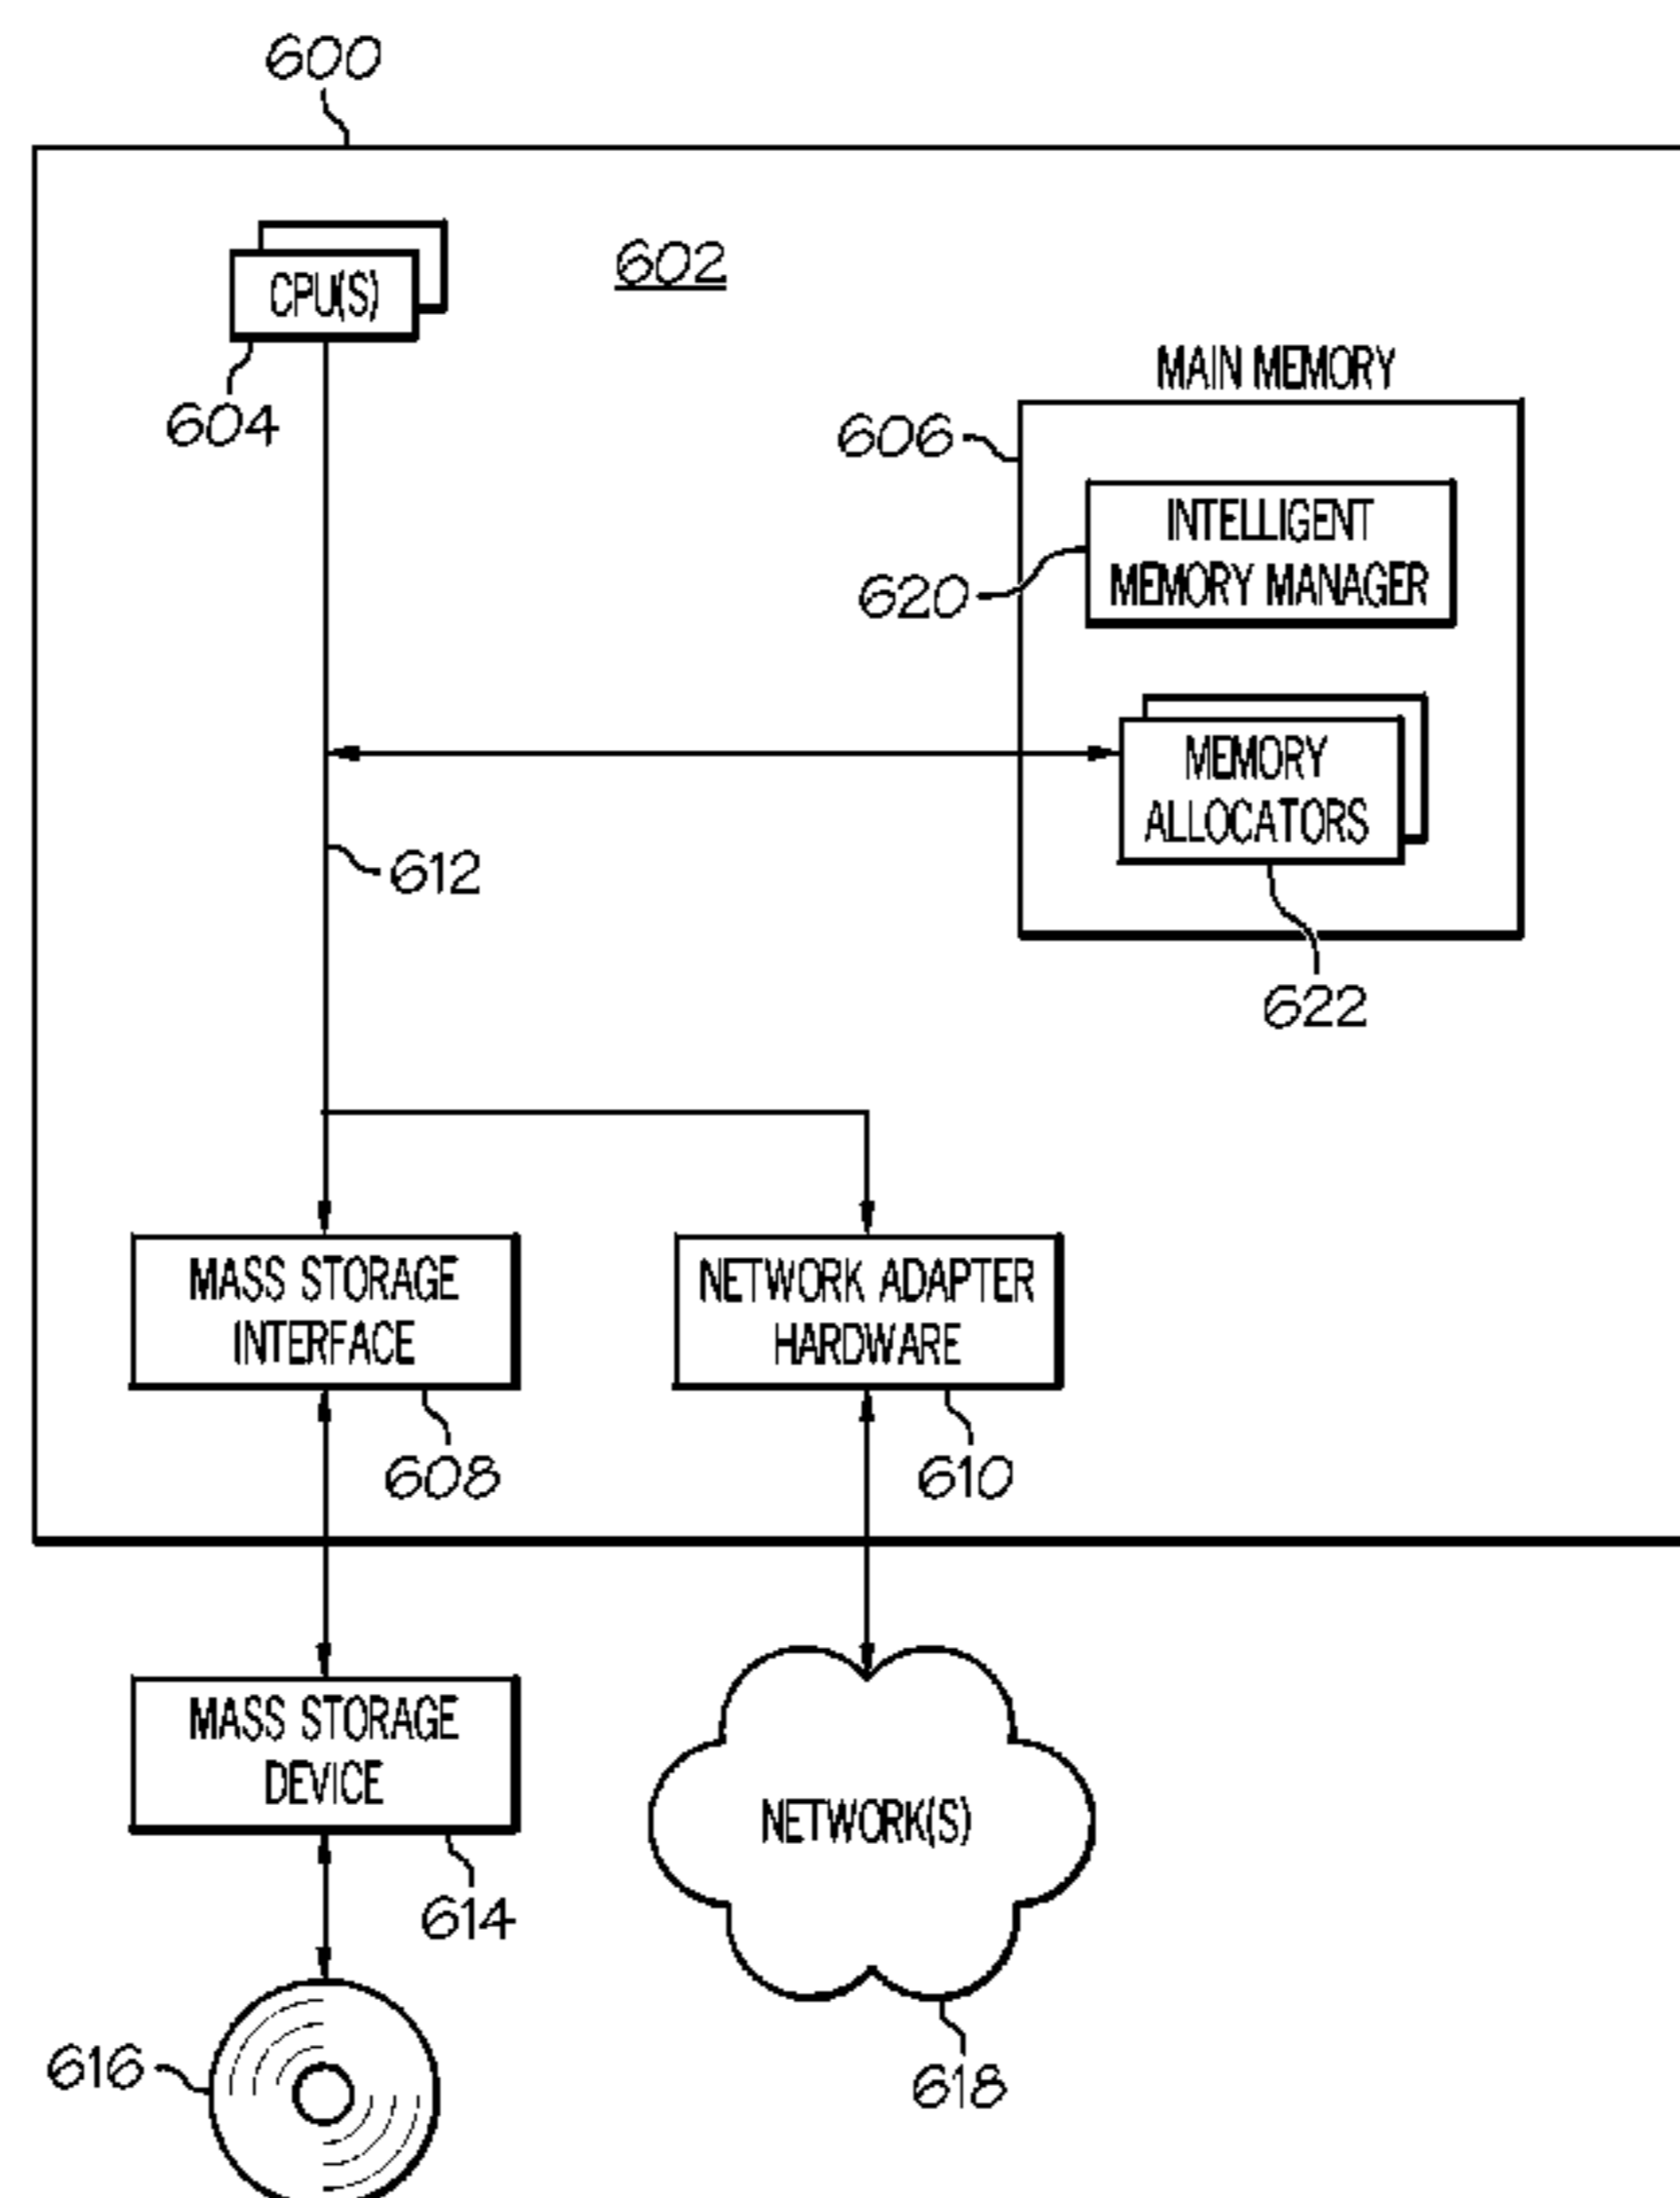 600
CPU(S)
602
604
MAIN MEMORY
606
INTELLIGENT
MEMORY MANAGER
620
MEMORY
ALLOCATORS
612
622
MASS STORAGE
INTERFACE
NETWORK ADAPTER
HARDWARE
608
610
MASS STORAGE
DEVICE
NETWORK(S)
614
616
618